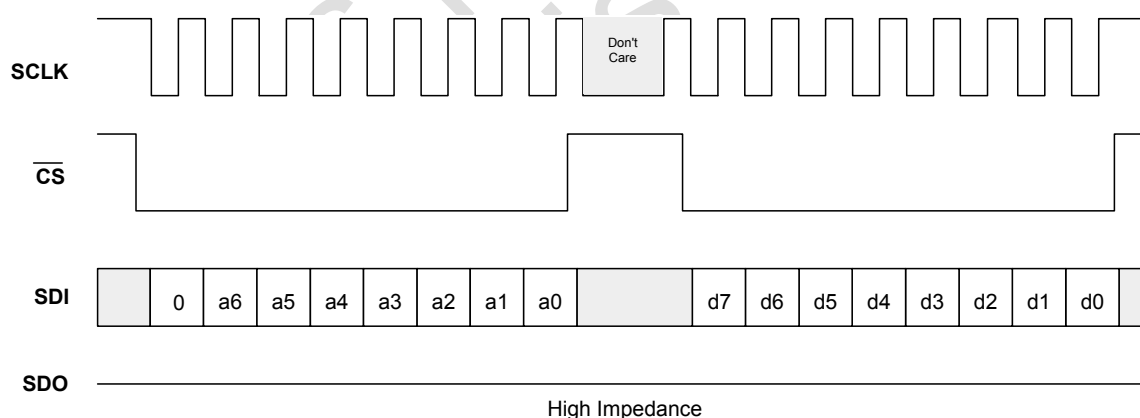 SCLK
Don't
Care
CS
SDI 0 a6 a5 a4 a3 a2 a1 a0 d7 d6 d5 d4 d3 d2 d1 d0
SDO
High Impedance